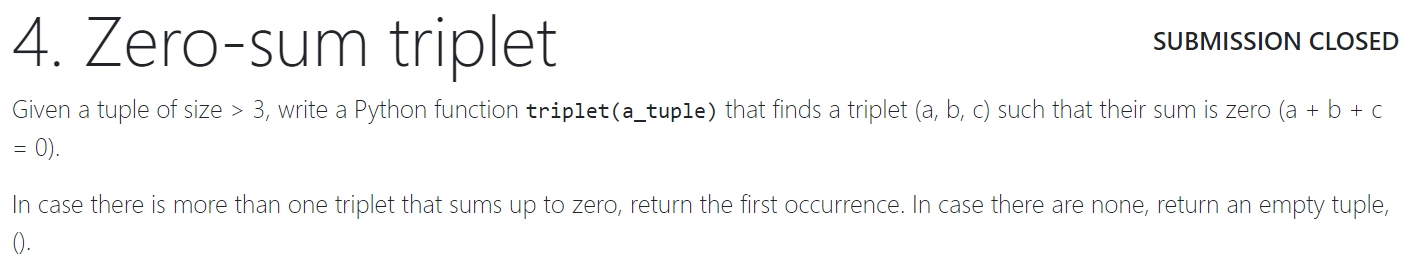 4. Zero-sum triplet
SUBMISSION CLOSED
Given a tuple of size > 3, write a Python function triplet(a_tuple) that finds a triplet (a, b, c) such that their sum is zero (a + b + c
= 0).
In case there is more than one triplet that sums up to zero, return the first occurrence. In case there are none, return an empty tuple,
().